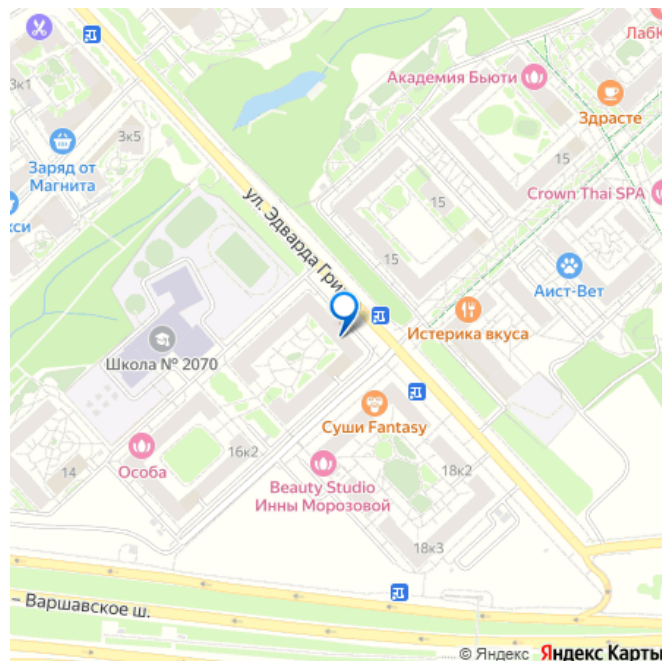 ЛабК
Академия Бьюти
3к1
Здрасте
3к5
Заряд от
Магнита
15
15
Crown Thai SPA
кси
ул. Эдварда Гри
15
Аист-Вет
Истерика вкуса
Школа № 2070
Суши Fantasy
16к2
Особа
14
18к2
Beauty Studio
Инны Морозовой
18к3
Варшавское ш.
© Яндекс Яндекс Карты